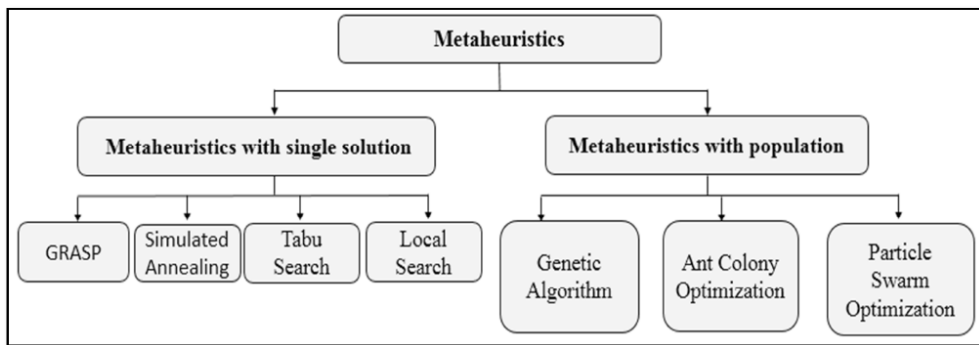 Metaheuristics
Metaheuristics with single solution
Metaheuristics with population
GRASP
Simulated
Annealing
Tabu
Search
Local
Search
Genetic
Algorithm
Ant Colony
Optimization
Particle
Swarm
Optimization